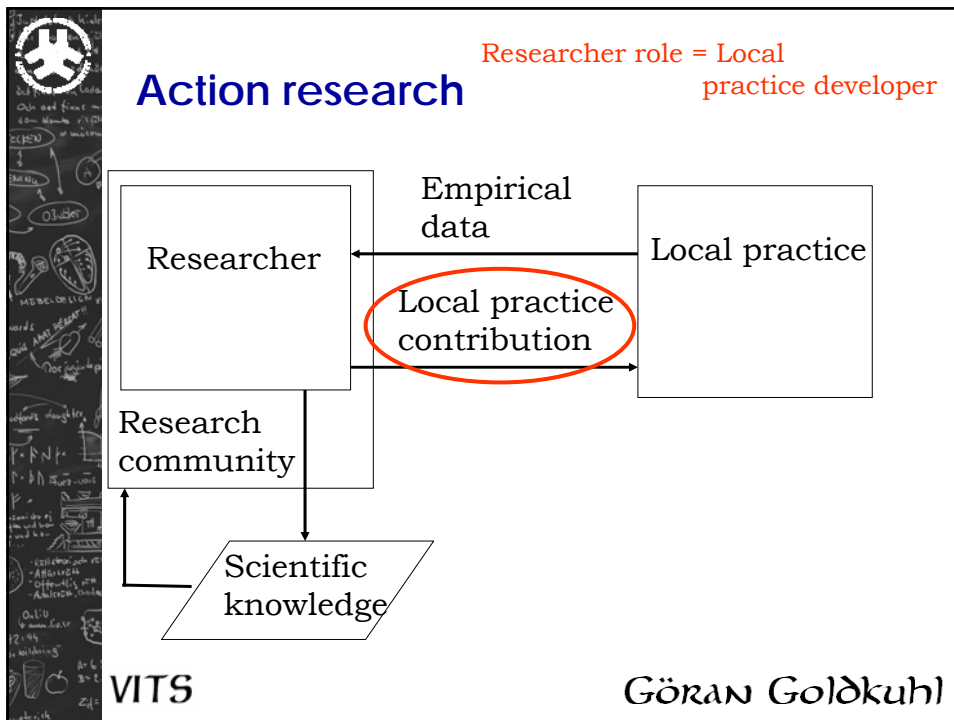 Researcher role = Local
practice developer
Action research
Empirical
data
Researcher
Local practice
Local practice
contribution
Research
community
Scientific
knowledge
VITS
Göran Goldkuhl
MÖBELDESIGN